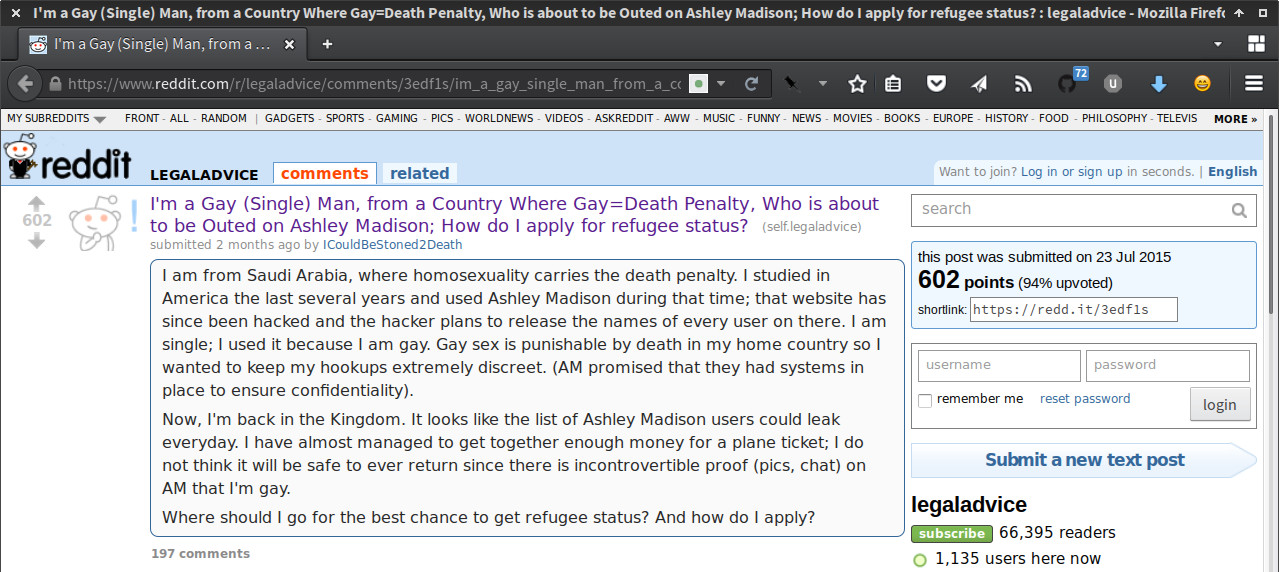 I'm a Gay (Single) Man, from a Country Where Gay=Death Penalty, Who is about to be Outed on Ashley Madison; How do I apply for refugee status? : legaladvice - Mozilla Firefo
I'm a Gay (Single) Man, from a ...
https://www.reddit.com/r/legaladvice/comments/3edf1s/im_a_gay_single_man_from_a_co
72
MY SUBREDDITS FRONT - ALL - RANDOM | GADGETS - SPORTS - GAMING - PICS - WORLDNEWS - VIDEOS - ASKREDDIT - AWW - MUSIC - FUNNY - NEWS - MOVIES - BOOKS - EUROPE - HISTORY - FOOD - PHILOSOPHY - TELEVIS MORE »
reddit LEGALADVICE comments related
Want to join? Log in or sign up in seconds. | English
602
I'm a Gay (Single) Man, from a Country Where Gay=Death Penalty, Who is about
to be Outed on Ashley Madison; How do I apply for refugee status? (self.legaladvice)
submitted 2 months ago by ICouldBeStoned2Death
I am from Saudi Arabia, where homosexuality carries the death penalty. I studied in
America the last several years and used Ashley Madison during that time; that website has
since been hacked and the hacker plans to release the names of every user on there. I am
single; I used it because I am gay. Gay sex is punishable by death in my home country so I
wanted to keep my hookups extremely discreet. (AM promised that they had systems in
place to ensure confidentiality).
Now, I'm back in the Kingdom. It looks like the list of Ashley Madison users could leak
everyday. I have almost managed to get together enough money for a plane ticket; I do
not think it will be safe to ever return since there is incontrovertible proof (pics, chat) on
AM that I'm gay.
Where should I go for the best chance to get refugee status? And how do I apply?
197 comments
search
this post was submitted on 23 Jul 2015
602 points (94% upvoted)
shortlink: https://redd.it/3edf1s
username password
remember me reset password login
Submit a new text post
legaladvice
subscribe 66,395 readers
1,135 users here now